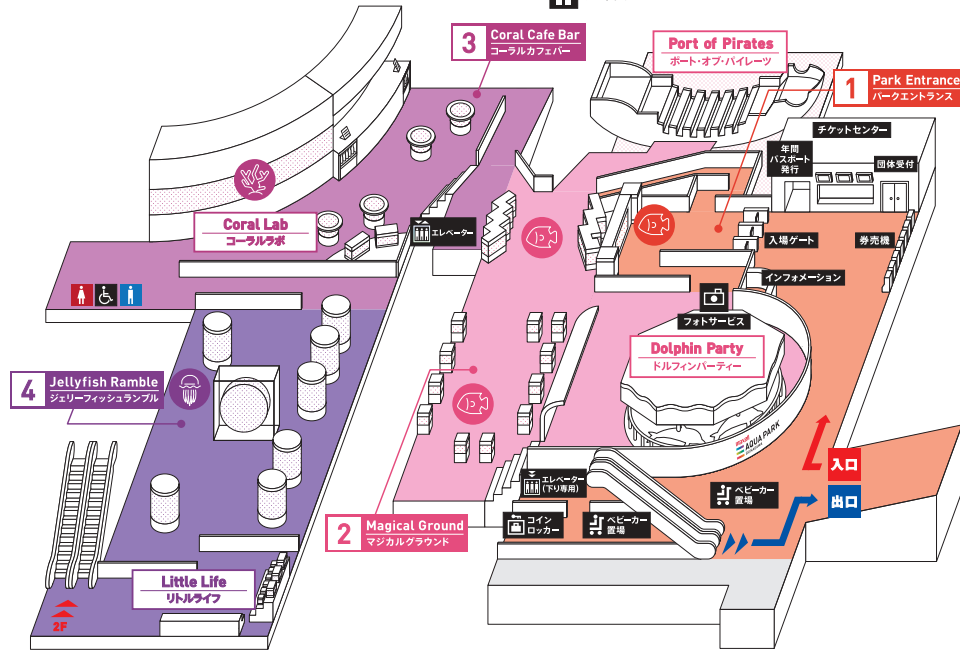 3
Coral Cafe Bar
コーラルカフェバー
Port of Pirates
ポート・オブ・パイレーツ
1
Park Entrance
パークエントランス
チケットセンター
年間
パスポート
発行
団体受付
Coral Lab
コーラルラボ
エレベーター
入場ゲート
券売機
インフォメーション
フォトサービス
Dolphin Party
ドルフィンパーティー
4
Jellyfish Ramble
ジェリーフィッシュランブル
AQUA PARK
入口
出口
エレベーター
(下り専用)
ベビーカー
置場
2
Magical Ground
マジカルグラウンド
コイン
ロッカー
ベビーカー
置場
Little Life
リトルライフ
2F